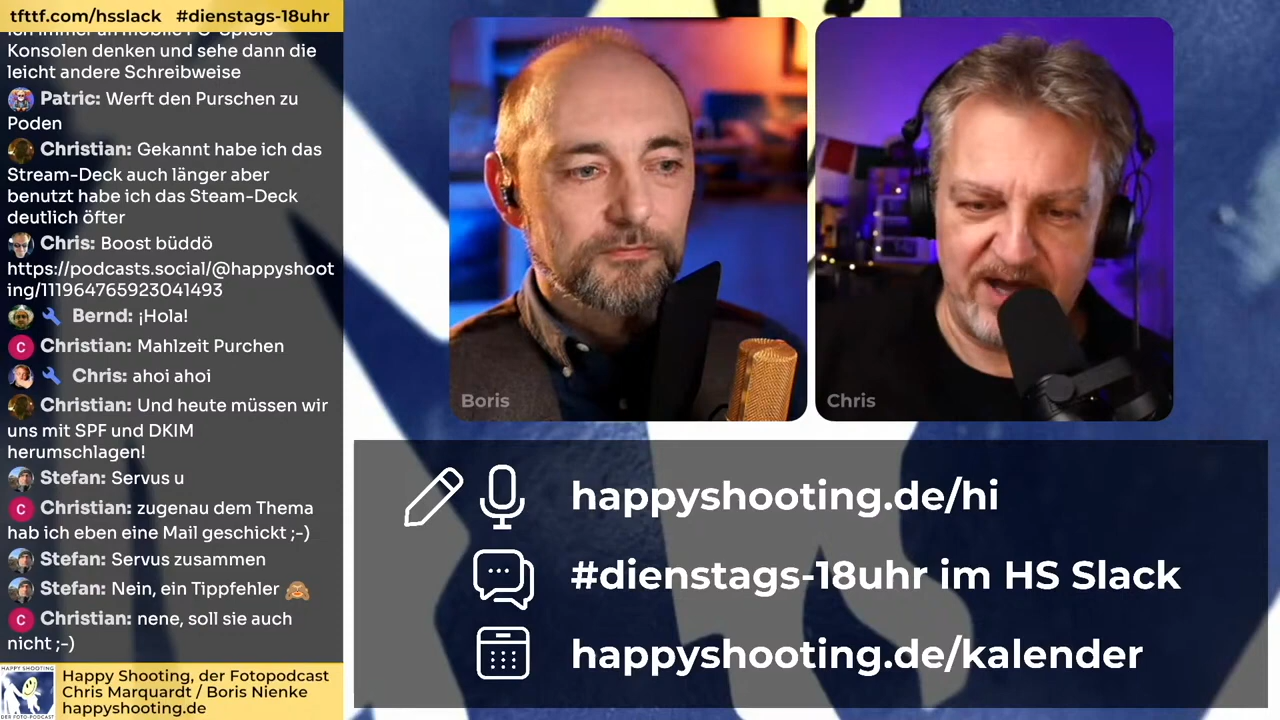 tfttf.com/hsslack #dienstags-18uhr
Konsolen denken und sehe dann die
leicht andere Schreibweise
Patric: Werft den Purschen zu
Poden
Christian: Gekannt habe ich das
Stream-Deck auch länger aber
benutzt habe ich das Steam-Deck
deutlich öfter
Chris: Boost büddö
https://podcasts.social/@happyshoot
ing/111964765923041493
Bernd: ¡Hola!
C Christian: Mahlzeit Purchen
Chris: ahoi ahoi
Christian: Und heute müssen wir
uns mit SPF und DKIM
herumschlagen!
Stefan: Servus u
C Christian: zugenau dem Thema
hab ich eben eine Mail geschickt ;-)
Stefan: Servus zusammen
Stefan: Nein, ein Tippfehler 🙈
C Christian: nene, soll sie auch
nicht ;-)
HAPPY SHOOTING
DER FOTO-PODCAST
Happy Shooting, der Fotopodcast
Chris Marquardt / Boris Nienke
happyshooting.de
Boris
Chris
happyshooting.de/hi
#dienstags-18uhr im HS Slack
happyshooting.de/kalender